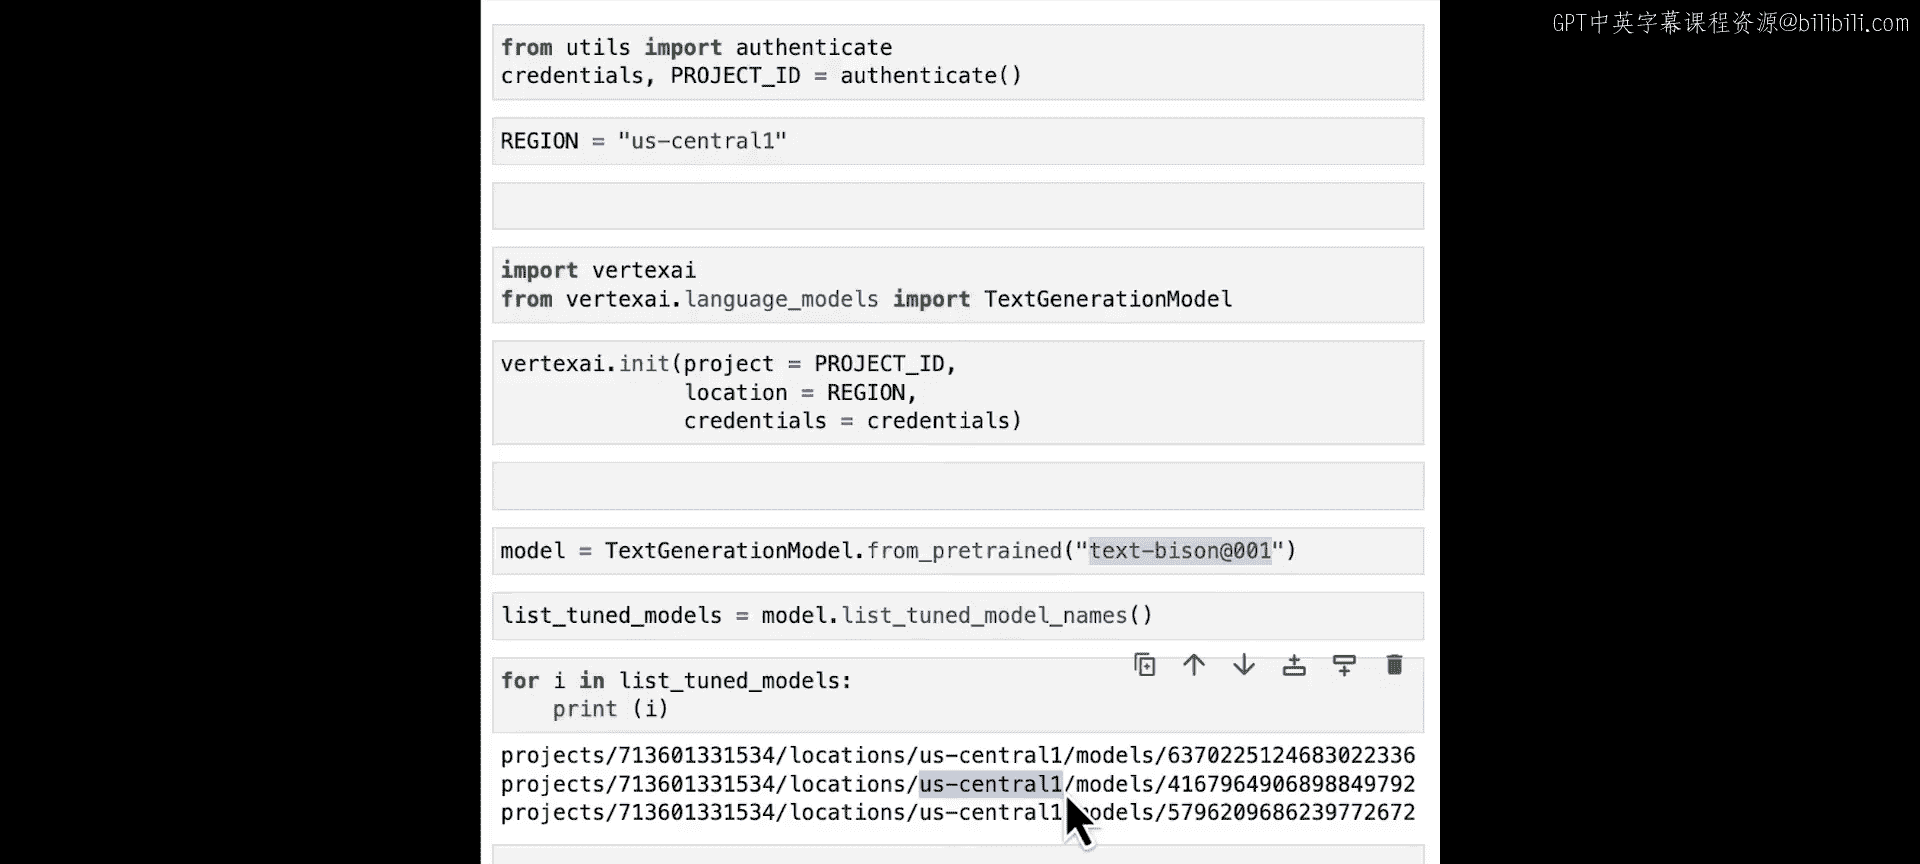 GPT中英字幕课程资源@bilibili.com
from utils import authenticate
credentials, PROJECT_ID = authenticate()
REGION = "us-central1"
import vertexai
from vertexai.language_models import TextGenerationModel
vertexai.init(project = PROJECT_ID,
              location = REGION,
              credentials = credentials)
model = TextGenerationModel.from_pretrained("text-bison@001")
list_tuned_models = model.list_tuned_model_names()
for i in list_tuned_models:
    print (i)
projects/713601331534/locations/us-central1/models/6370225124683022336
projects/713601331534/locations/us-central1/models/4167964906898849792
projects/713601331534/locations/us-central1/models/5796209686239772672